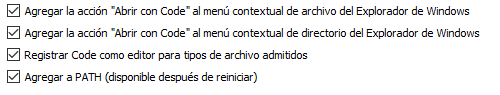 Agregar la acción "Abrir con Code" al menú contextual de archivo del Explorador de Windows
Agregar la acción "Abrir con Code" al menú contextual de directorio del Explorador de Windows
Registrar Code como editor para tipos de archivo admitidos
Agregar a PATH (disponible después de reiniciar)